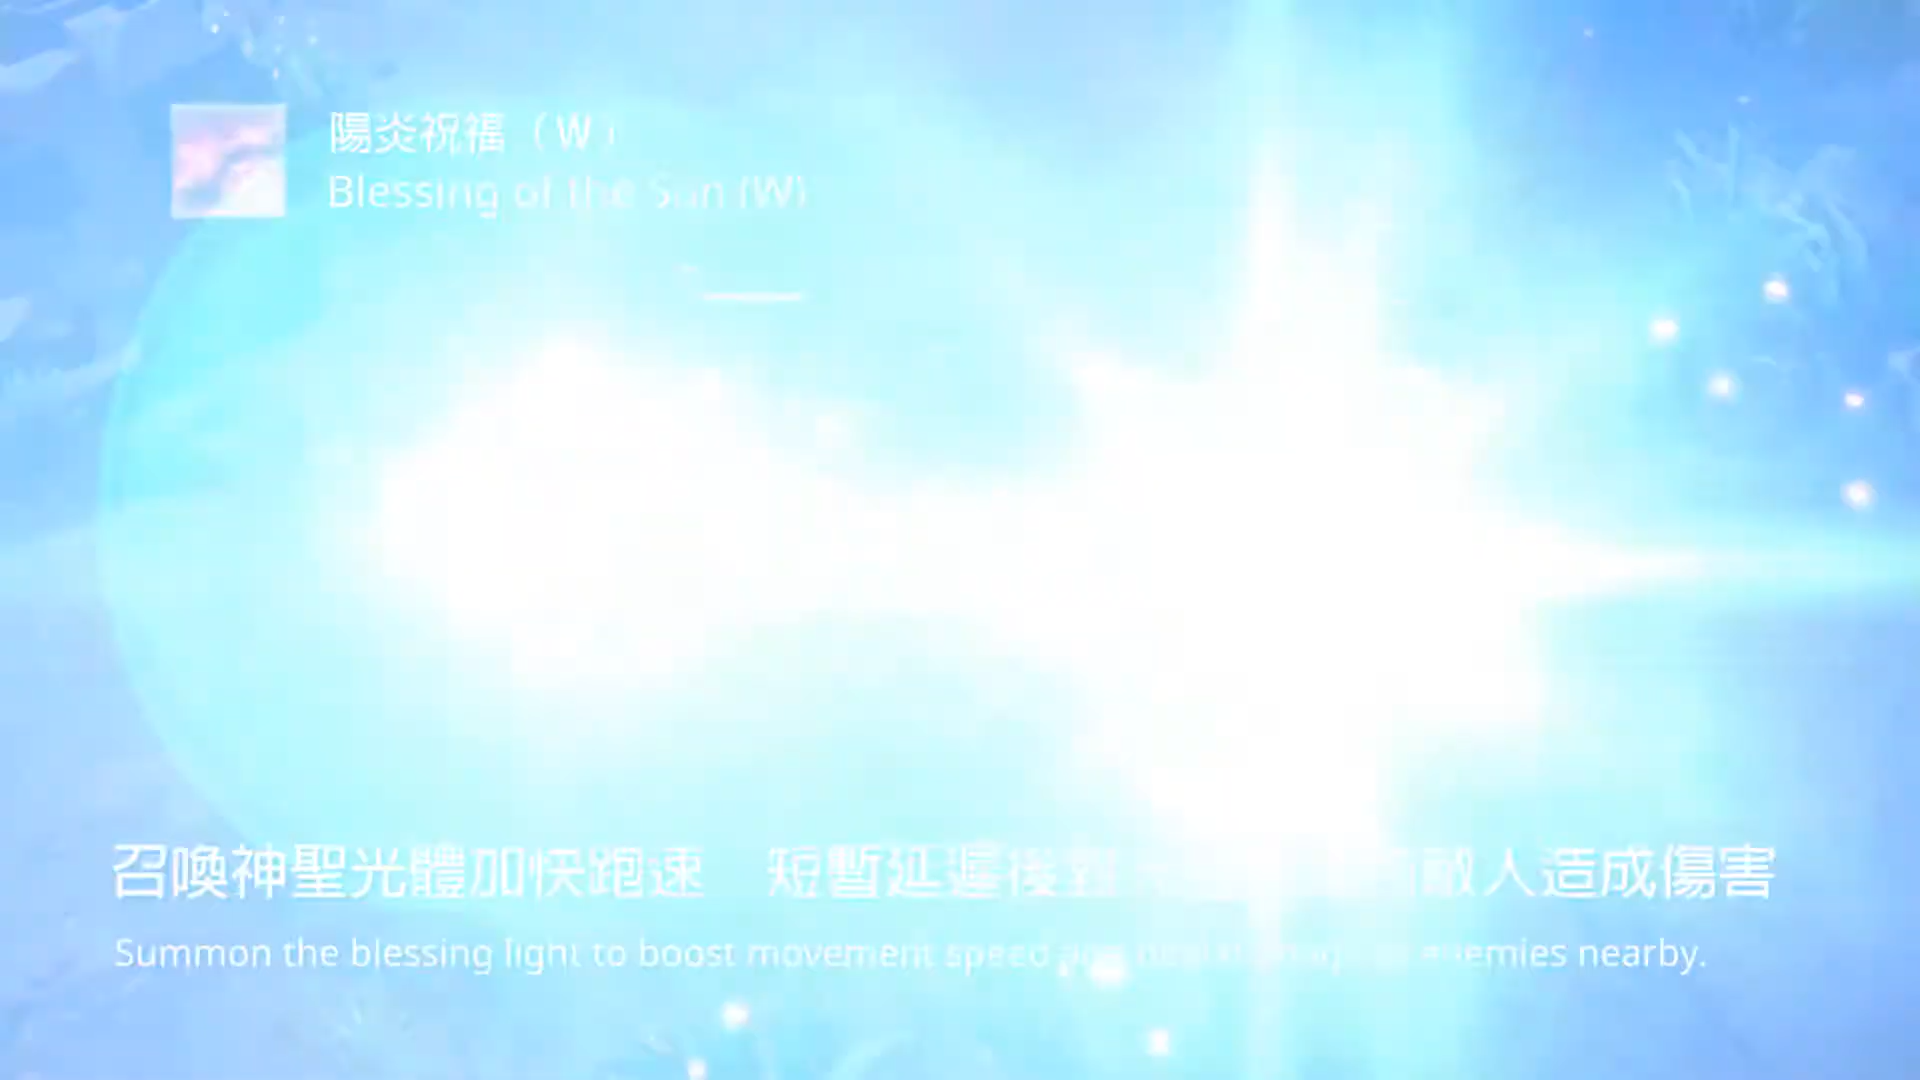 陽炎祝福（W）
Blessing of the Sun (W)
召喚神聖光體加快跑速　短暫延遲後對 敵人造成傷害
Summon the blessing light to boost movement speed and enemies nearby.